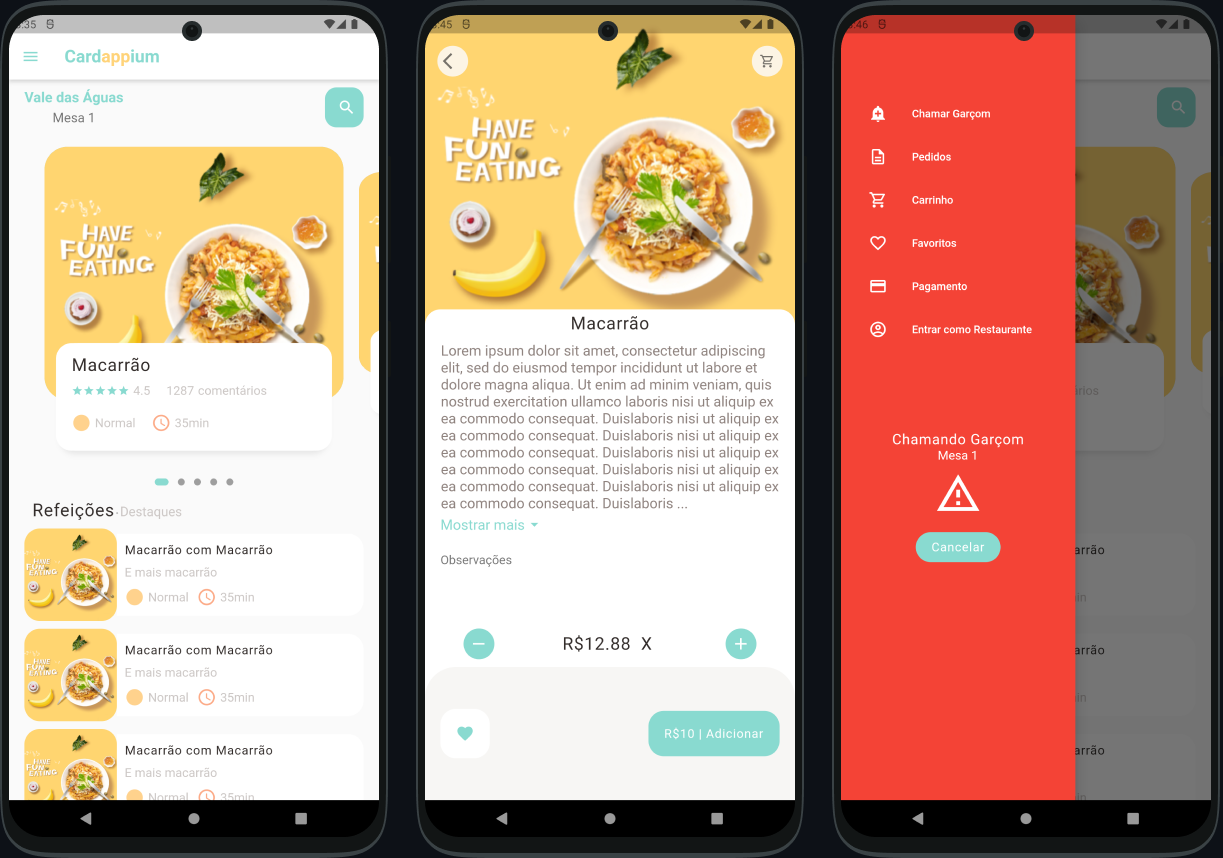 :35
Cardappium
Vale das Águas
Mesa 1
HAVE
FUN
EATING
Macarrão
4.5 1287 comentários
Normal 35min
Refeições · Destaques
HAVE
FUN
EATING
Macarrão com Macarrão
E mais macarrão
Normal 35min
HAVE
FUN
EATING
Macarrão com Macarrão
E mais macarrão
Normal 35min
HAVE
FUN
EATING
Macarrão com Macarrão
E mais macarrão
Normal 35min
:45
HAVE
FUN
EATING
Macarrão
Lorem ipsum dolor sit amet, consectetur adipiscing
elit, sed do eiusmod tempor incididunt ut labore et
dolore magna aliqua. Ut enim ad minim veniam, quis
nostrud exercitation ullamco laboris nisi ut aliquip ex
ea commodo consequat. Duislaboris nisi ut aliquip ex
ea commodo consequat. Duislaboris nisi ut aliquip ex
ea commodo consequat. Duislaboris nisi ut aliquip ex
ea commodo consequat. Duislaboris nisi ut aliquip ex
ea commodo consequat. Duislaboris nisi ut aliquip ex
ea commodo consequat. Duislaboris ...
Mostrar mais
Observações
R$12.88 X
R$10 | Adicionar
:46
Chamar Garçom
Pedidos
Carrinho
Favoritos
Pagamento
Entrar como Restaurante
ários
Chamando Garçom
Mesa 1
Cancelar
arrão
in
arrão
in
arrão
in